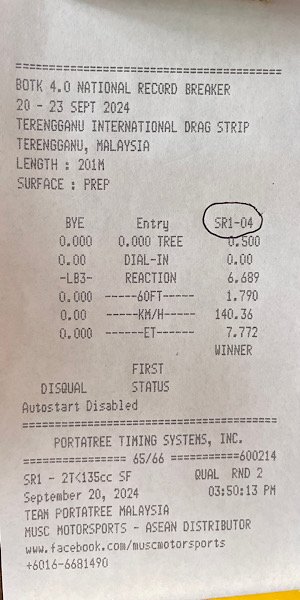 ==========================================
BOTK 4.0 NATIONAL RECORD BREAKER
20 - 23 SEPT 2024
TERENGGANU INTERNATIONAL DRAG STRIP
TERENGGANU, MALAYSIA
LENGTH : 201M
SURFACE : PREP
BYE Entry SR1-04
0.000 0.000 TREE 0.500
0.00 DIAL-IN 0.00
-LB3- REACTION 6.689
0.000 -----60FT------ 1.790
0.00 -----KM/H------ 140.36
0.000 ------ET------ 7.772
WINNER
FIRST
DISQUAL STATUS
Autostart Disabled
==========================================
PORTATREE TIMING SYSTEMS, INC.
================ 65/66 ===========600214
SR1 - 2T<135cc SF QUAL RND 2
September 20, 2024 03:50:13 PM
TEAM PORTATREE MALAYSIA
MUSC MOTORSPORTS - ASEAN DISTRIBUTOR
www.facebook.com/muscmotorsports
+6016-6681490